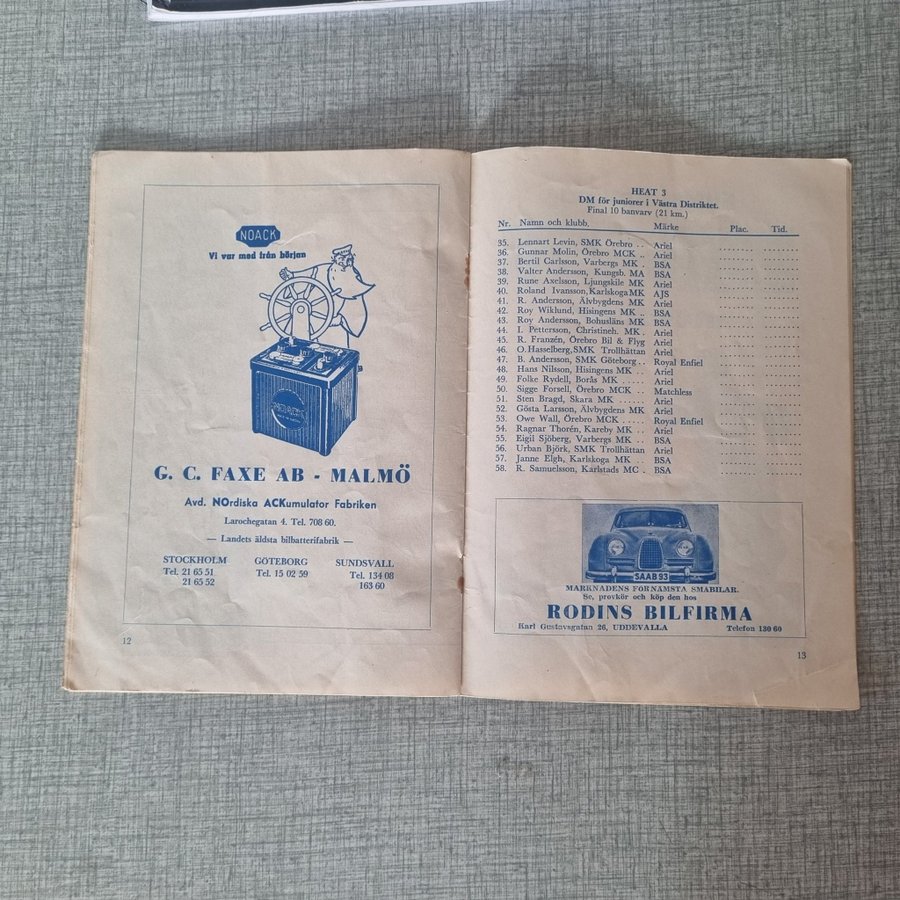 NOACK
Vi var med från början
NOACK
G. C. FAXE AB - MALMÖ
Avd. NOrdiska ACKumulator Fabriken
Larochegatan 4. Tel. 708 60.
— Landets äldsta bilbatterifabrik —
STOCKHOLM GÖTEBORG SUNDSVALL
Tel. 21 65 51 Tel. 15 02 59 Tel. 134 08
21 65 52 163 60
12
HEAT 3
DM för juniorer i Västra Distriktet.
Final 10 banvarv (21 km.)
Nr. Namn och klubb. Märke Plac. Tid.
35. Lennart Levin, SMK Örebro .. Ariel
36. Gunnar Molin, Örebro MCK .. Ariel
37. Bertil Carlsson, Varbergs MK . BSA
38. Valter Andersson, Kungsb. MA BSA
39. Rune Axelsson, Ljungskile MK Ariel
40. Roland Ivansson, Karlskoga MK AJS
41. R. Andersson, Älvbygdens MK Ariel
42. Roy Wiklund, Hisingens MK .. BSA
43. Roy Andersson, Bohusläns MK BSA
44. I. Pettersson, Christineh. MK . Ariel
45. R. Franzén, Örebro Bil & Flyg Ariel
46. O. Hasselberg, SMK Trollhättan Ariel
47. B. Andersson, SMK Göteborg .. Royal Enfiel
48. Hans Nilsson, Hisingens MK .. Ariel
49. Folke Rydell, Borås MK ..... Ariel
50. Sigge Forsell, Örebro MCK .. Matchless
51. Sten Bragd, Skara MK ...... Ariel
52. Gösta Larsson, Älvbygdens MK Ariel
53. Owe Wall, Örebro MCK ..... Royal Enfiel
54. Ragnar Thorén, Kareby MK .. Ariel
55. Eigil Sjöberg, Varbergs MK .. BSA
56. Urban Björk, SMK Trollhättan Ariel
57. Janne Elgh, Karlskoga MK .. BSA
58. R. Samuelsson, Karlstads MC . BSA
SAAB 93
MARKNADENS FÖRNÄMSTA SMÅBILAR.
Se, provkör och köp den hos
RODINS BILFIRMA
Karl Gustavsgatan 26, UDDEVALLA Telefon 130 60
13